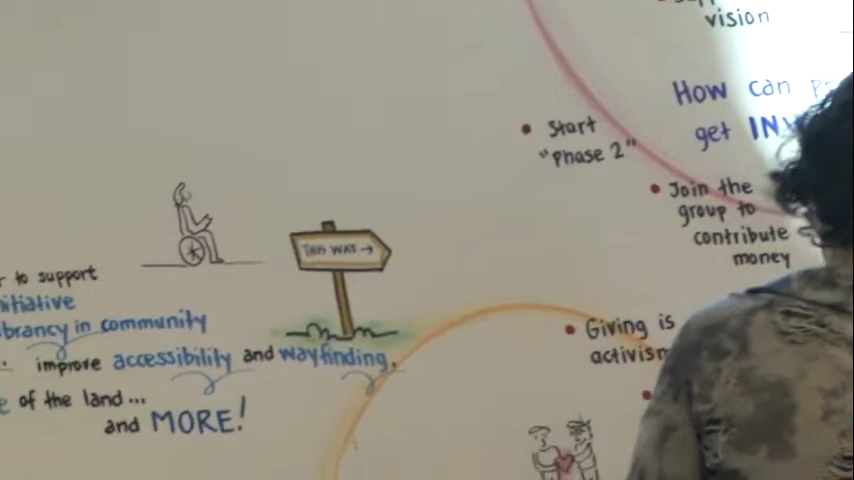 vision
How can
get
• Start
"Phase 2"
• Join the
group to
contribute
money
THIS WAY →
to support
vibrancy in community
improve accessibility and wayfinding.
of the land...
and MORE!
• Giving is
activism